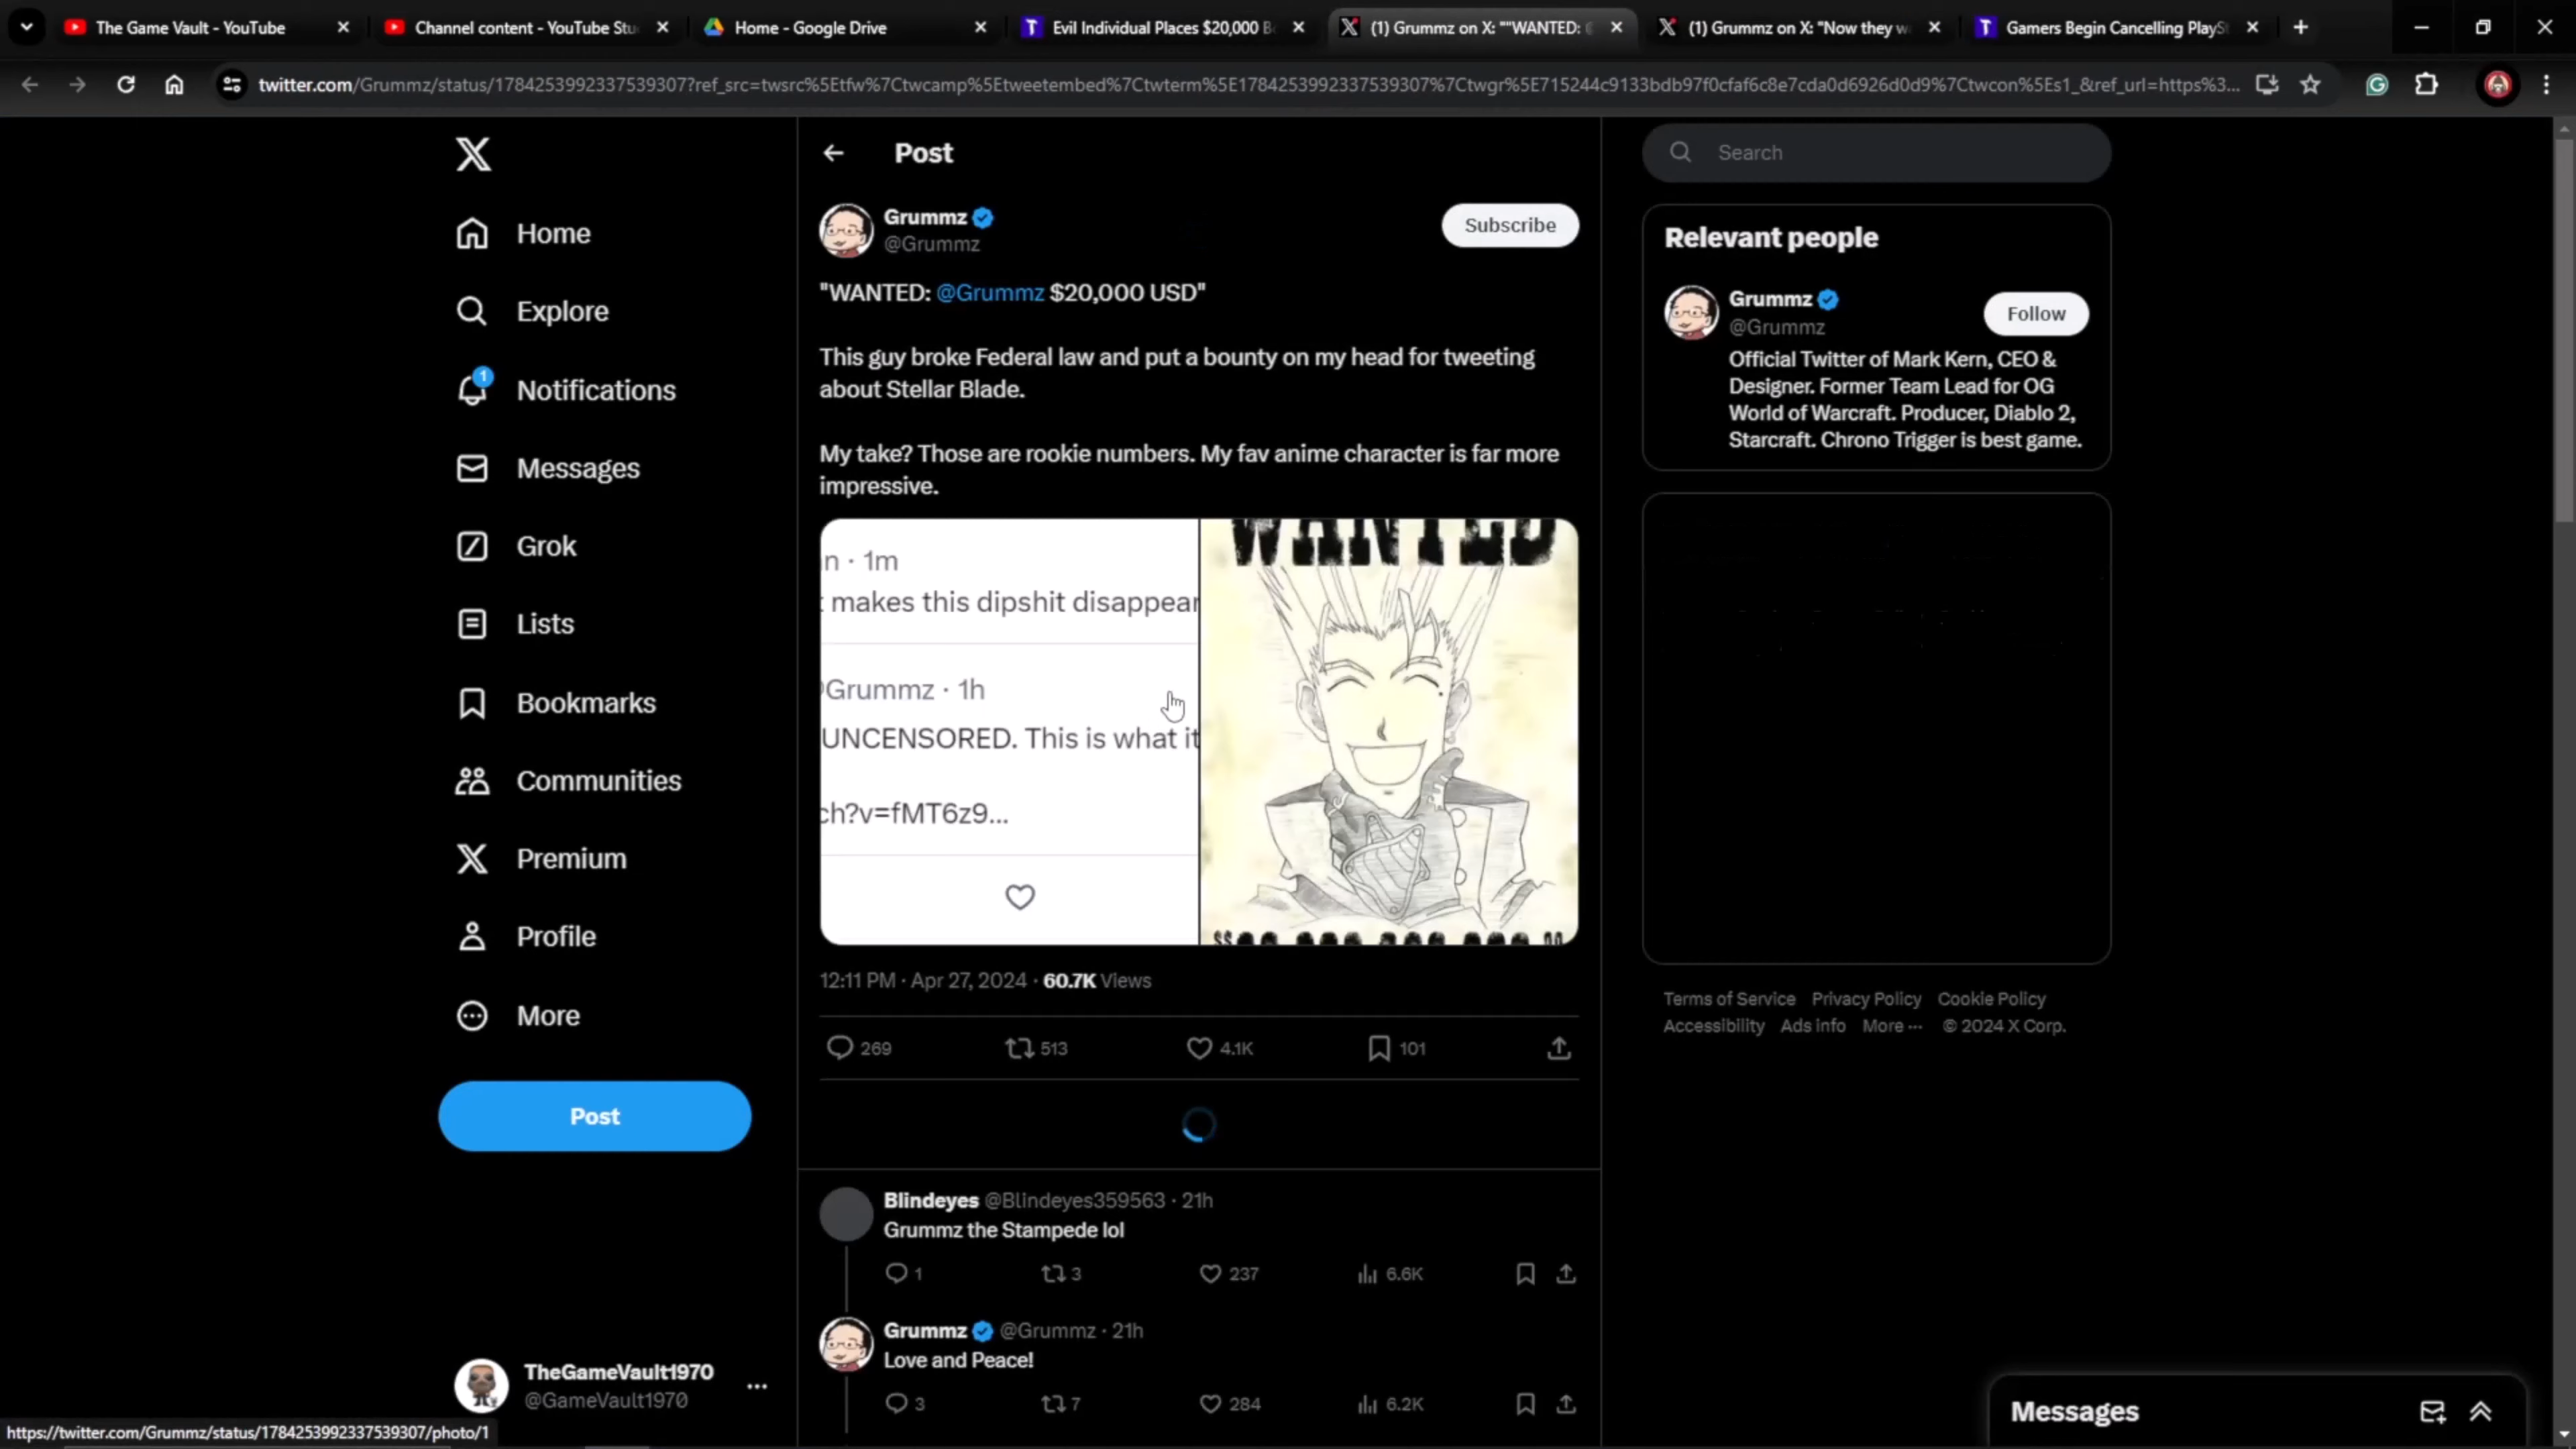 The Game Vault - YouTube
Channel content - YouTube Stu
Home - Google Drive
Evil Individual Places $20,000 B
(1) Grummz on X: ""WANTED: @
(1) Grummz on X: "Now they w
Gamers Begin Cancelling PlaySt
twitter.com/Grummz/status/1784253992337539307?ref_src=twsrc%5Etfw%7Ctwcamp%5Etweetembed%7Ctwterm%5E1784253992337539307%7Ctwgr%5E715244c9133bdb97f0cfaf6c8e7cda0d6926d0d9%7Ctwcon%5Es1_&ref_url=https%3...
Home
Explore
1
Notifications
Messages
Grok
Lists
Bookmarks
Communities
Premium
Profile
More
Post
TheGameVault1970
@GameVault1970
Post
Grummz
@Grummz
Subscribe
"WANTED: @Grummz $20,000 USD"
This guy broke Federal law and put a bounty on my head for tweeting
about Stellar Blade.
My take? Those are rookie numbers. My fav anime character is far more
impressive.
n · 1m
makes this dipshit disappear
Grummz · 1h
UNCENSORED. This is what it
ch?v=fMT6z9...
WANTED
12:11 PM · Apr 27, 2024 · 60.7K Views
269 513 4.1K 101
Blindeyes @Blindeyes359563 · 21h
Grummz the Stampede lol
1 3 237 6.6K
Grummz @Grummz · 21h
Love and Peace!
3 7 284 6.2K
Search
Relevant people
Grummz
@Grummz
Follow
Official Twitter of Mark Kern, CEO &
Designer. Former Team Lead for OG
World of Warcraft. Producer, Diablo 2,
Starcraft. Chrono Trigger is best game.
Terms of Service Privacy Policy Cookie Policy
Accessibility Ads info More ··· © 2024 X Corp.
Messages
https://twitter.com/Grummz/status/1784253992337539307/photo/1